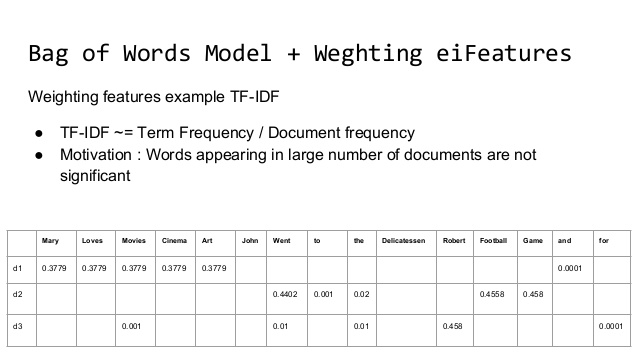 Bag of Words Model + Weghting eiFeatures
Weighting features example TF-IDF
● TF-IDF ~= Term Frequency / Document frequency
● Motivation : Words appearing in large number of documents are not
significant
Mary Loves Movies Cinema Art John Went to the Delicatessen Robert Football Game and for
d1 0.3779 0.3779 0.3779 0.3779 0.3779 0.0001
d2 0.4402 0.001 0.02 0.4558 0.458
d3 0.001 0.01 0.01 0.458 0.0001